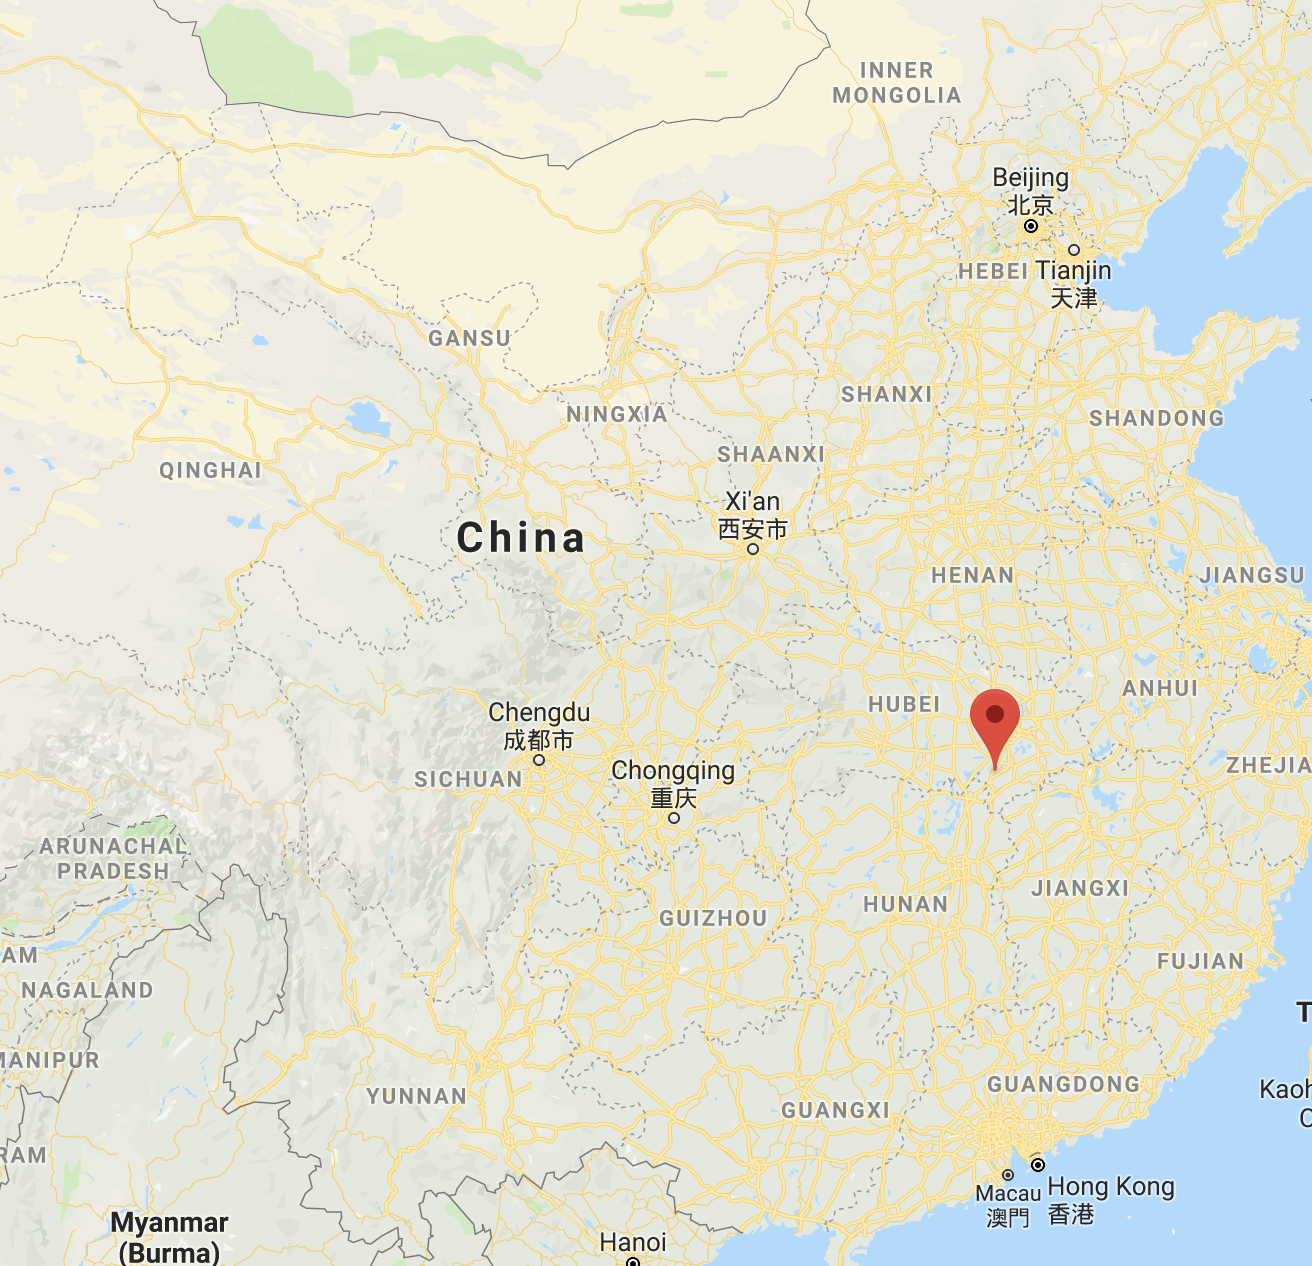 INNER
MONGOLIA
Beijing
北京
HEBEI
Tianjin
天津
GANSU
SHANXI
NINGXIA
SHANDONG
SHAANXI
QINGHAI
Xi'an
西安市
China
HENAN
JIANGSU
ANHUI
HUBEI
Chengdu
成都市
ZHEJIA
SICHUAN
Chongqing
重庆
ARUNACHAL
PRADESH
JIANGXI
HUNAN
GUIZHOU
AM
FUJIAN
NAGALAND
T
MANIPUR
GUANGDONG
Kaoh
C
YUNNAN
GUANGXI
RAM
Hong Kong
香港
Macau
澳門
Myanmar
(Burma)
Hanoi